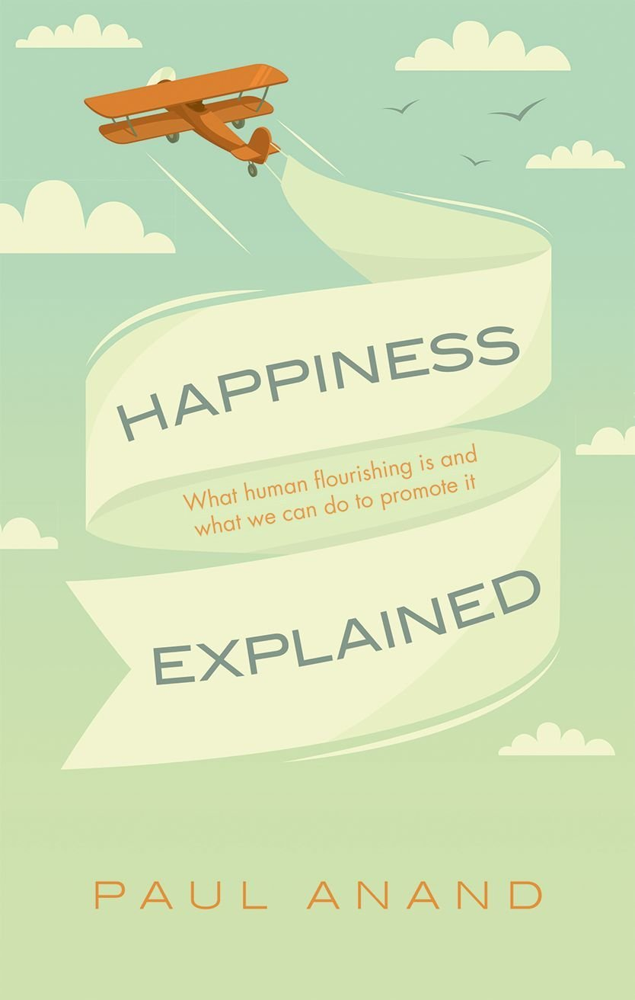 HAPPINESS
What human flourishing is and
what we can do to promote it
EXPLAINED
PAUL ANAND